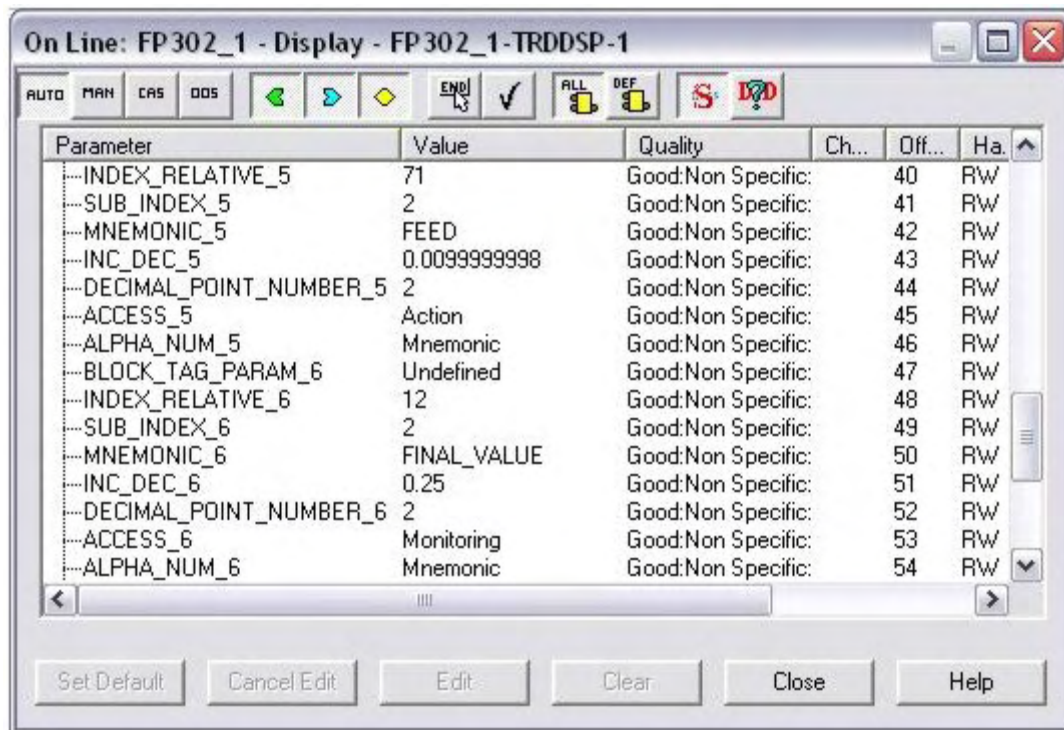 On Line: FP302_1 - Display - FP302_1-TRDDSP-1
AUTO MAN CAS OOS END ALL DEF S D?D
Parameter Value Quality Ch... Off... Ha.
INDEX_RELATIVE_5 71 Good:Non Specific: 40 RW
SUB_INDEX_5 2 Good:Non Specific: 41 RW
MNEMONIC_5 FEED Good:Non Specific: 42 RW
INC_DEC_5 0.0099999998 Good:Non Specific: 43 RW
DECIMAL_POINT_NUMBER_5 2 Good:Non Specific: 44 RW
ACCESS_5 Action Good:Non Specific: 45 RW
ALPHA_NUM_5 Mnemonic Good:Non Specific: 46 RW
BLOCK_TAG_PARAM_6 Undefined Good:Non Specific: 47 RW
INDEX_RELATIVE_6 12 Good:Non Specific: 48 RW
SUB_INDEX_6 2 Good:Non Specific: 49 RW
MNEMONIC_6 FINAL_VALUE Good:Non Specific: 50 RW
INC_DEC_6 0.25 Good:Non Specific: 51 RW
DECIMAL_POINT_NUMBER_6 2 Good:Non Specific: 52 RW
ACCESS_6 Monitoring Good:Non Specific: 53 RW
ALPHA_NUM_6 Mnemonic Good:Non Specific: 54 RW
Set Default Cancel Edit Edit Clear Close Help